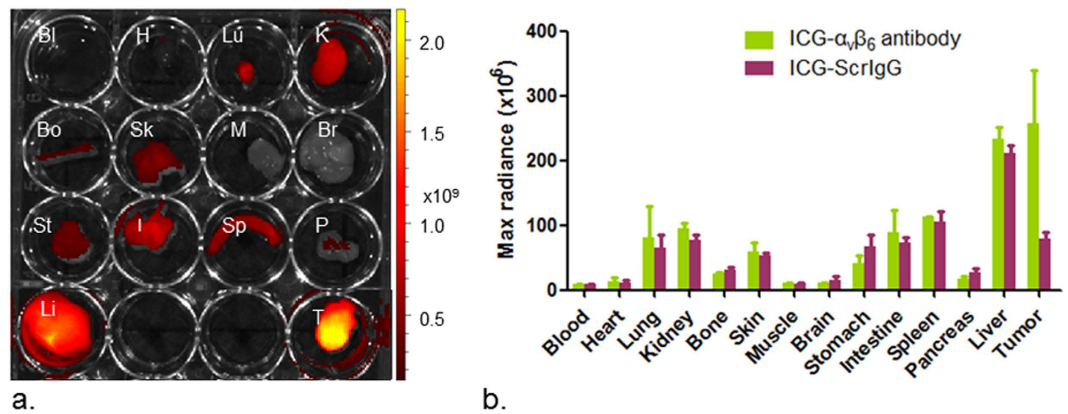 Bl H Lu K
Bo Sk M Br
St I Sp P
Li T
2.0
1.5
x10⁹
1.0
0.5
a.
Max radiance (x10⁶)
400
300
200
100
0
ICG-αᵥβ₆ antibody
ICG-ScrIgG
Blood
Heart
Lung
Kidney
Bone
Skin
Muscle
Brain
Stomach
Intestine
Spleen
Pancreas
Liver
Tumor
b.